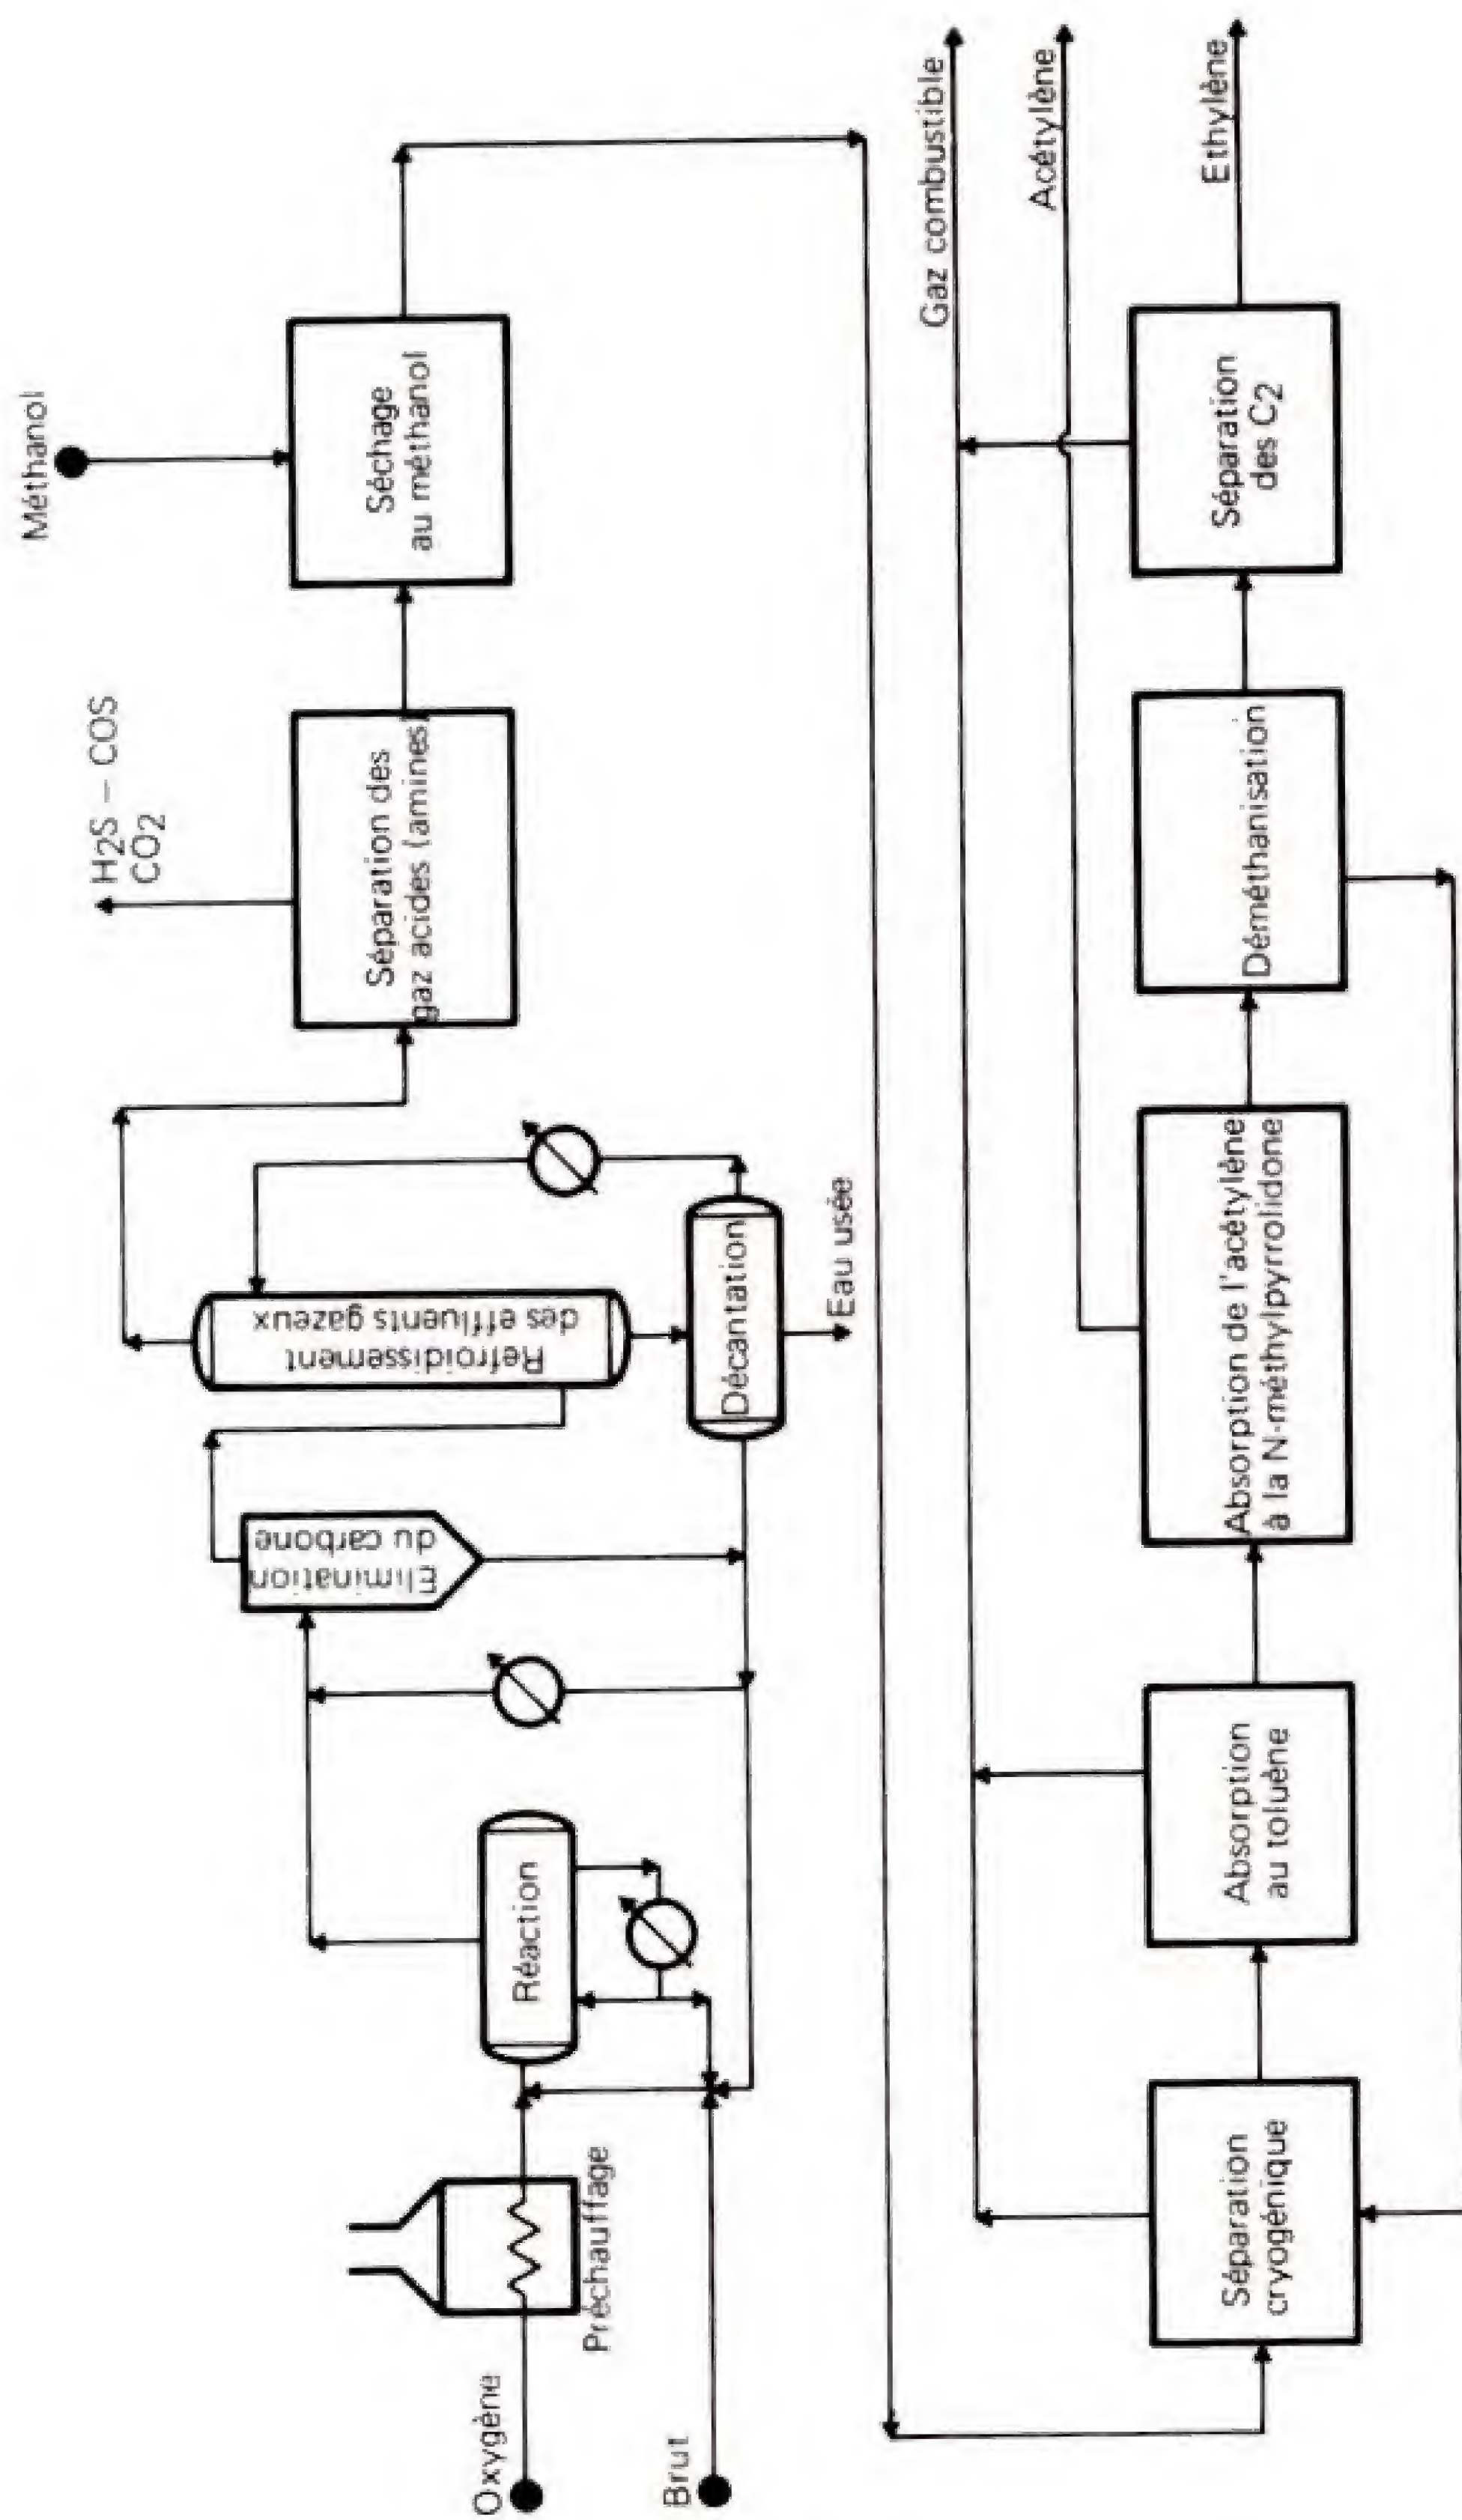 Oxygène
Préchauffage
Brut
Réaction
Elimination
du carbone
Refroidissement
des effluents gazeux
Décantation
Eau usée
H2S – COS
CO2
Séparation des
gaz acides (amines)
Méthanol
Séchage
au méthanol
Séparation
cryogénique
Absorption
au toluène
Absorption de l'acétylène
à la N-méthylpyrrolidone
Déméthanisation
Séparation
des C2
Gaz combustible
Acétylène
Ethylène